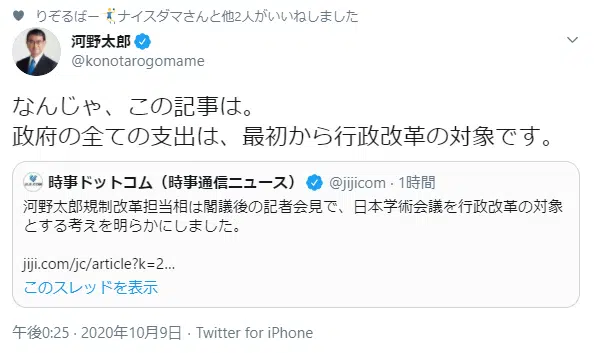 りぞるばー 🤾ナイスダマさんと他2人がいいねしました
河野太郎
@konotarogomame
なんじゃ、この記事は。
政府の全ての支出は、最初から行政改革の対象です。
時事ドットコム（時事通信ニュース） @jijicom · 1時間
河野太郎規制改革担当相は閣議後の記者会見で、日本学術会議を行政改革の対象
とする考えを明らかにしました。
jiji.com/jc/article?k=2…
このスレッドを表示
午後0:25 · 2020年10月9日 · Twitter for iPhone